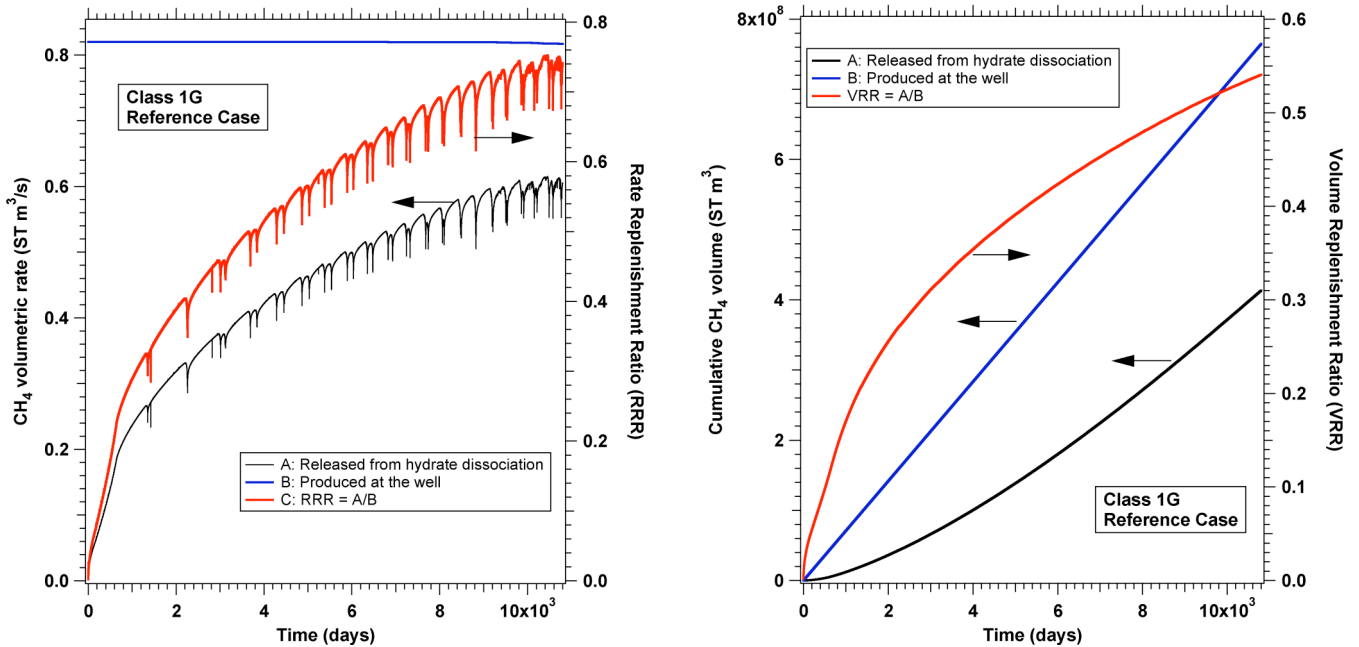 0.8
0.6
0.4
0.2
0.0
CH4 volumetric rate (ST m3/s)
Class 1G
Reference Case
A: Released from hydrate dissociation
B: Produced at the well
C: RRR = A/B
0.8
0.6
0.4
0.2
0.0
Rate Replenishment Ratio (RRR)
0
2
4
6
8
10x103
Time (days)
8x108
6
4
2
0
Cumulative CH4 volume (ST m3)
A: Released from hydrate dissociation
B: Produced at the well
VRR = A/B
Class 1G
Reference Case
0.6
0.5
0.4
0.3
0.2
0.1
0.0
Volume Replenishment Ratio (VRR)
0
2
4
6
8
10x103
Time (days)